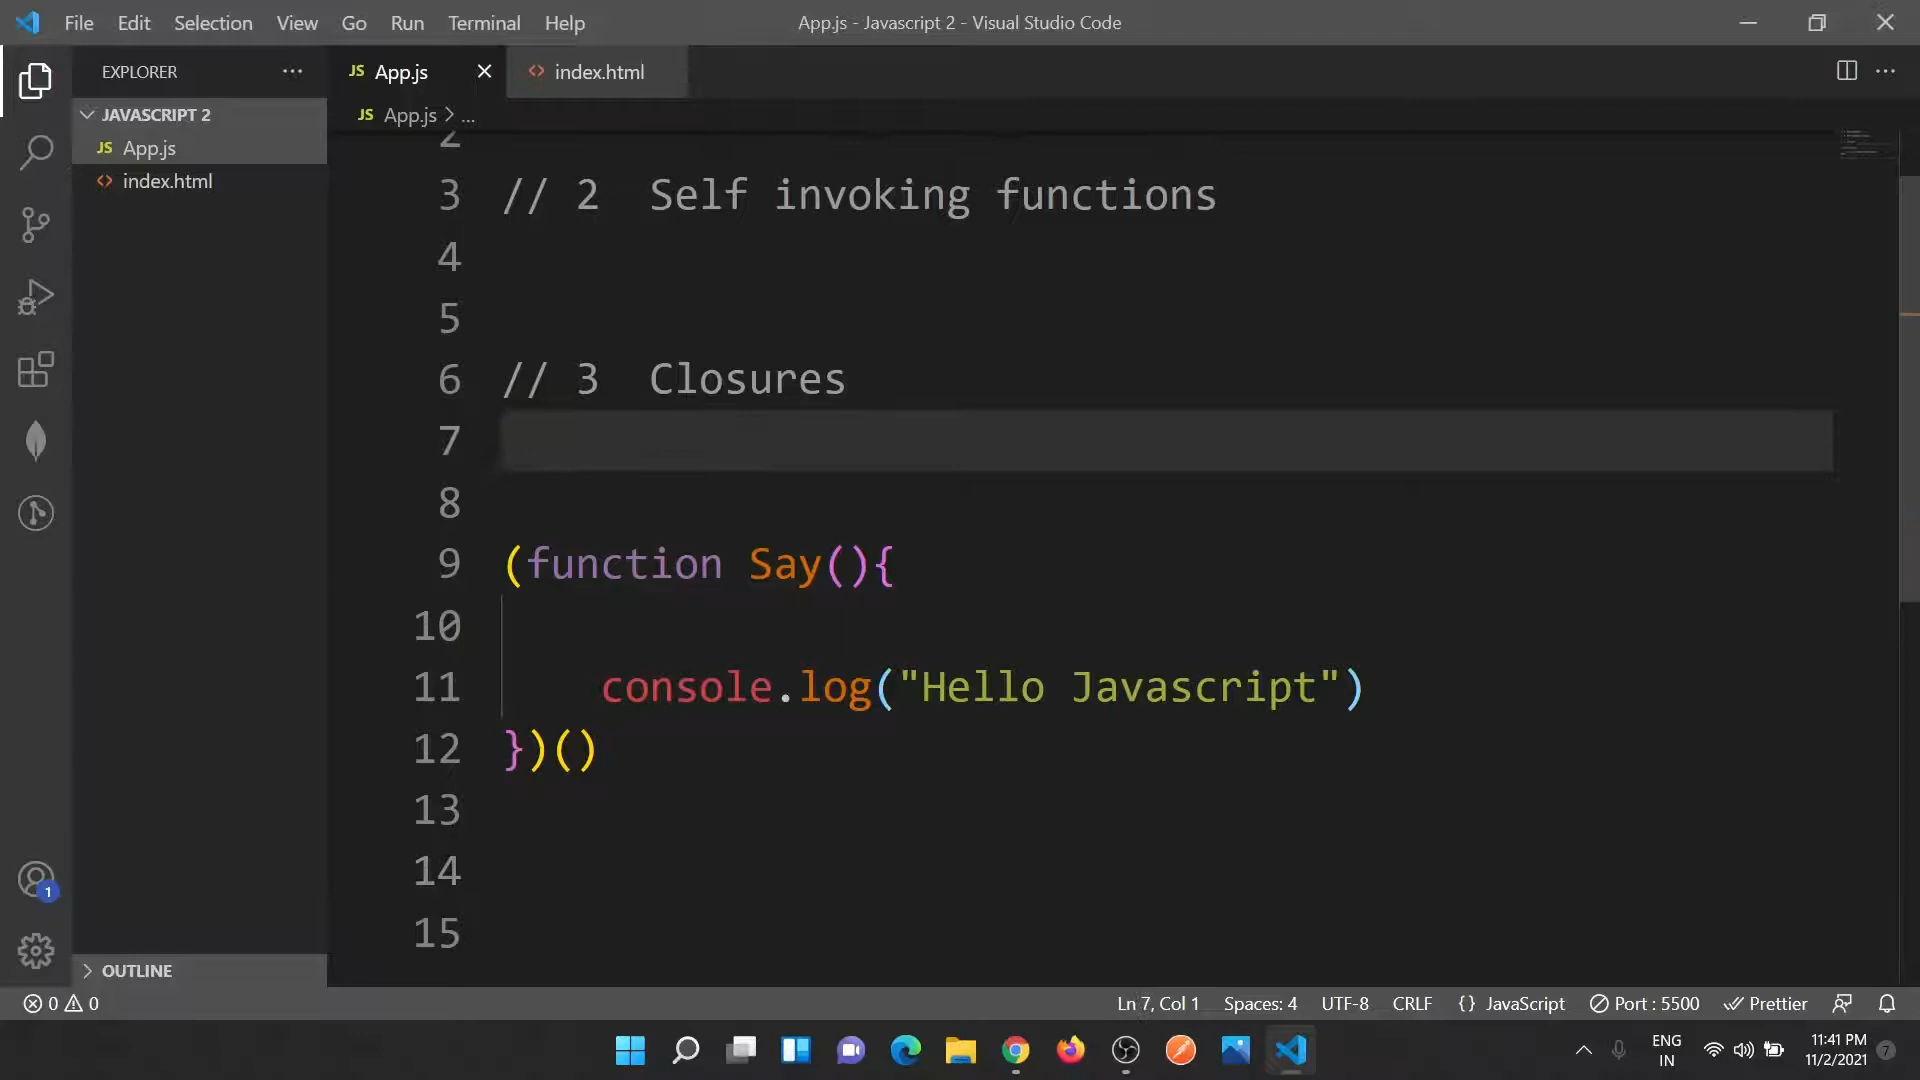 File Edit Selection View Go Run Terminal Help App.js - Javascript 2 - Visual Studio Code
EXPLORER ··· JS App.js index.html ···
JAVASCRIPT 2 JS App.js > ...
JS App.js
index.html
2
3 // 2 Self invoking functions
4
5
6 // 3 Closures
7
8
9 (function Say(){
10
11 console.log("Hello Javascript")
12 })()
13
14
15
1
OUTLINE
0 0 Ln 7, Col 1 Spaces: 4 UTF-8 CRLF {} JavaScript Port : 5500 Prettier
ENG 11:41 PM
IN 11/2/2021 7